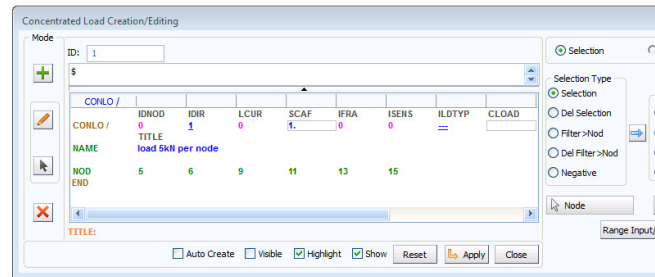 Concentrated Load Creation/Editing
Mode
ID: 1
$
CONLO /
IDNOD IDIR LCUR SCAF IFRA ISENS ILDTYP CLOAD
CONLO / 0 1 0 1. 0 0 ---
TITLE
NAME load 5kN per node
NOD 5 6 9 11 13 15
END
TITLE:
Auto Create Visible Highlight Show Reset Apply Close
Selection
Selection Type
Selection
Del Selection
Filter>Nod
Del Filter>Nod
Negative
Node
Range Input/